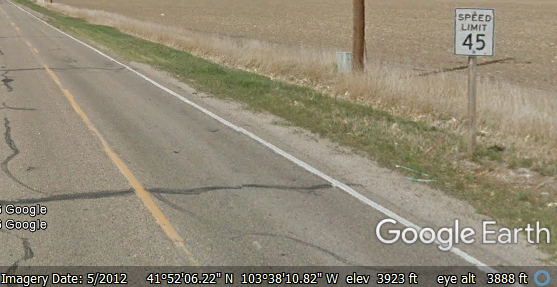 SPEED
LIMIT
45
Google
Google
Google Earth
Imagery Date: 5/2012 41°52'06.22" N 103°38'10.82" W elev 3923 ft eye alt 3888 ft